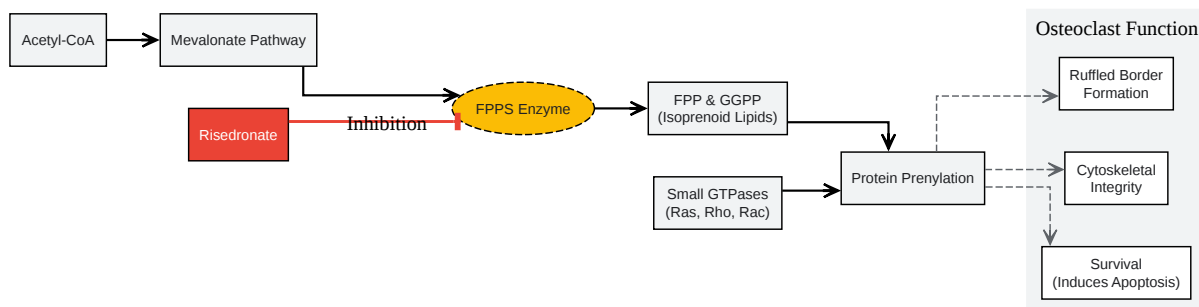 Acetyl-CoA
Mevalonate Pathway
Risedronate
Inhibition
FPPS Enzyme
FPP & GGPP
(Isoprenoid Lipids)
Small GTPases
(Ras, Rho, Rac)
Protein Prenylation
Osteoclast Function
Ruffled Border
Formation
Cytoskeletal
Integrity
Survival
(Induces Apoptosis)